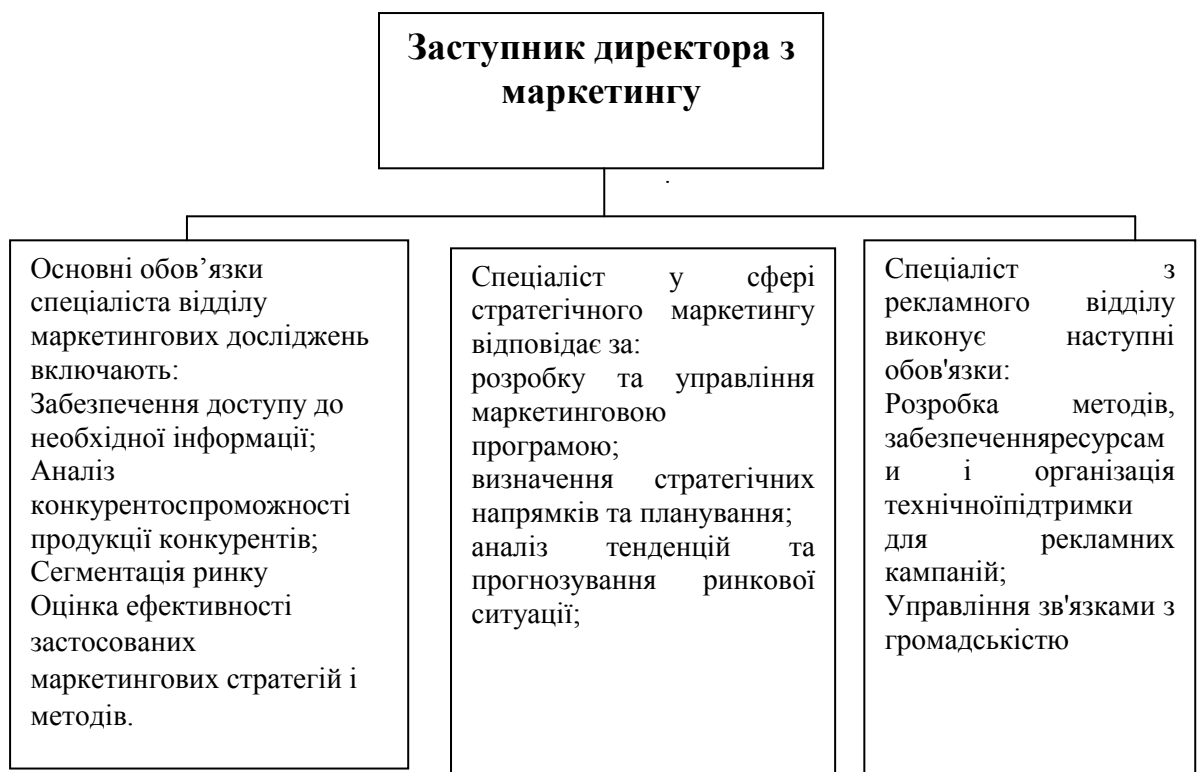 Заступник директора з
маркетингу
Основні обов’язки
спеціаліста відділу
маркетингових досліджень
включають:
Забезпечення доступу до
необхідної інформації;
Аналіз
конкурентоспроможності
продукції конкурентів;
Сегментація ринку
Оцінка ефективності
застосованих
маркетингових стратегій і
методів.
Спеціаліст у сфері
стратегічного маркетингу
відповідає за:
розробку та управління
маркетинговою
програмою;
визначення стратегічних
напрямків та планування;
аналіз тенденцій та
прогнозування ринкової
ситуації;
Спеціаліст з
рекламного відділу
виконує наступні
обов'язки:
Розробка методів,
забезпеченняресурсам
и і організація
технічноїпідтримки
для рекламних
кампаній;
Управління зв'язками з
громадськістю